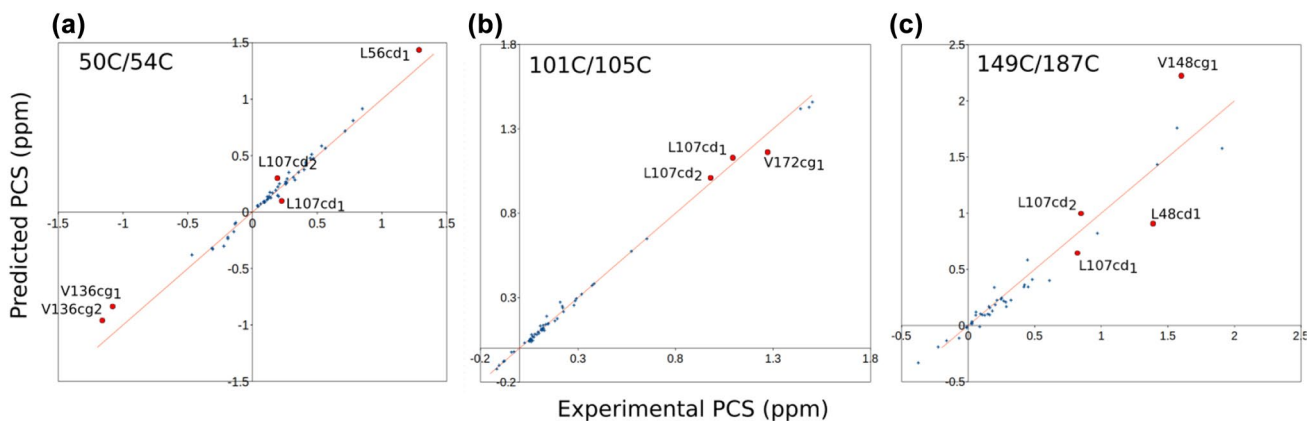 (a)
50C/54C
L56cd1
L107cd2
L107cd1
V136cg1
V136cg2
1.5
1
0.5
0
-0.5
-1
-1.5
-1.5
-1
-0.5
0
0.5
1
1.5
(b)
101C/105C
L107cd1
L107cd2
V172cg1
1.8
1.3
0.8
0.3
-0.2
-0.2
0.3
0.8
1.3
1.8
(c)
149C/187C
V148cg1
L107cd2
L48cd1
L107cd1
2.5
2
1.5
1
0.5
0
-0.5
-0.5
0
0.5
1
1.5
2
2.5
Predicted PCS (ppm)
Experimental PCS (ppm)